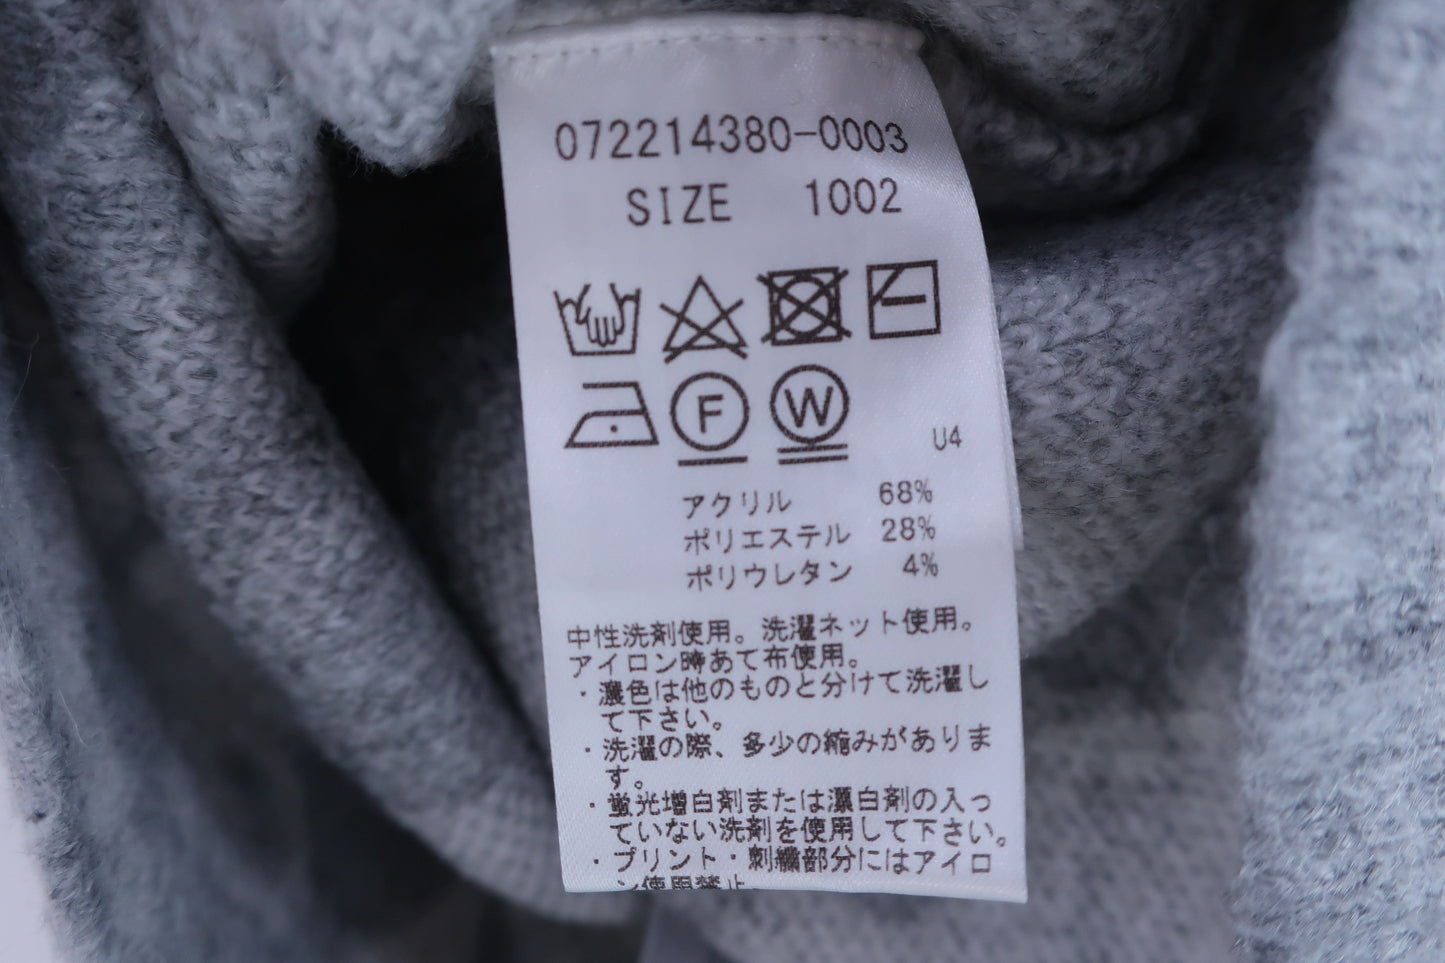 072214380-0003
SIZE 1002
F W
U4
アクリル 68%
ポリエステル 28%
ポリウレタン 4%
中性洗剤使用。洗濯ネット使用。
アイロン時あて布使用。
・濃色は他のものと分けて洗濯し
て下さい。
・洗濯の際、多少の縮みがありま
す。
・蛍光増白剤または漂白剤の入っ
ていない洗剤を使用して下さい。
・プリント・刺繍部分にはアイロ
ン使用禁止